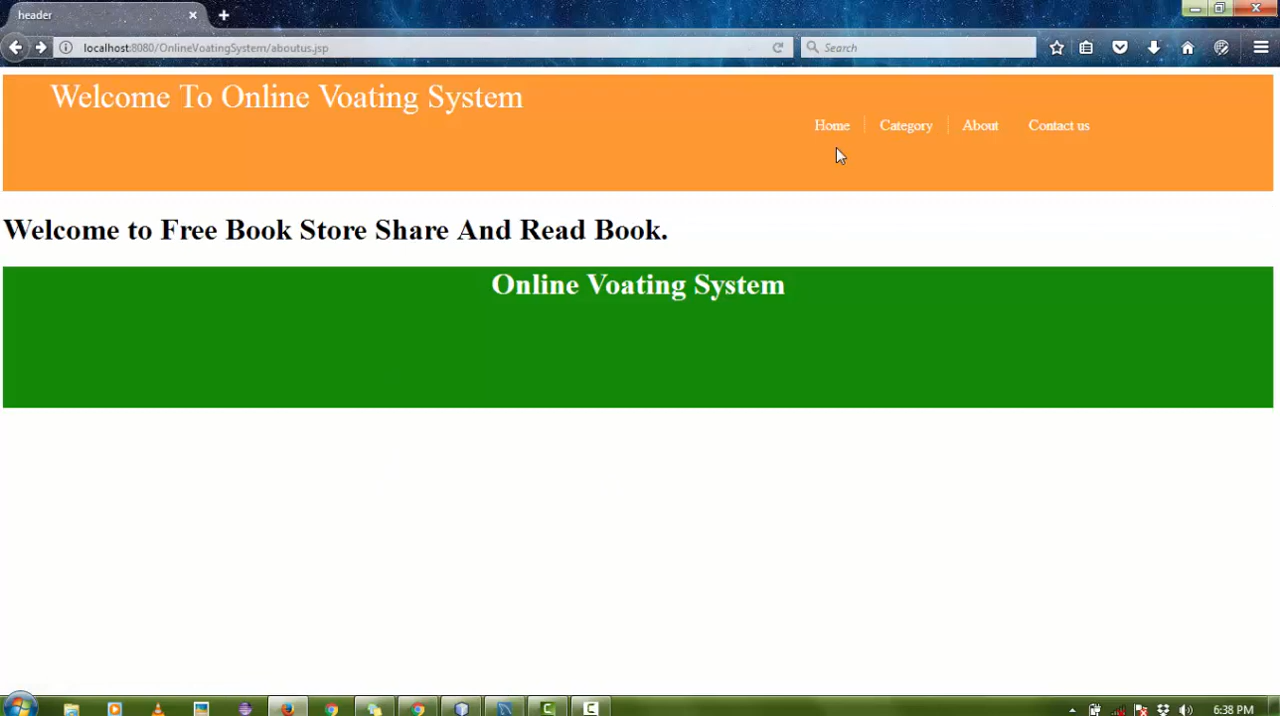 header
localhost:8080/OnlineVoatingSystem/aboutus.jsp
Search
Welcome To Online Voating System
Home Category About Contact us
Welcome to Free Book Store Share And Read Book.
Online Voating System
6:38 PM